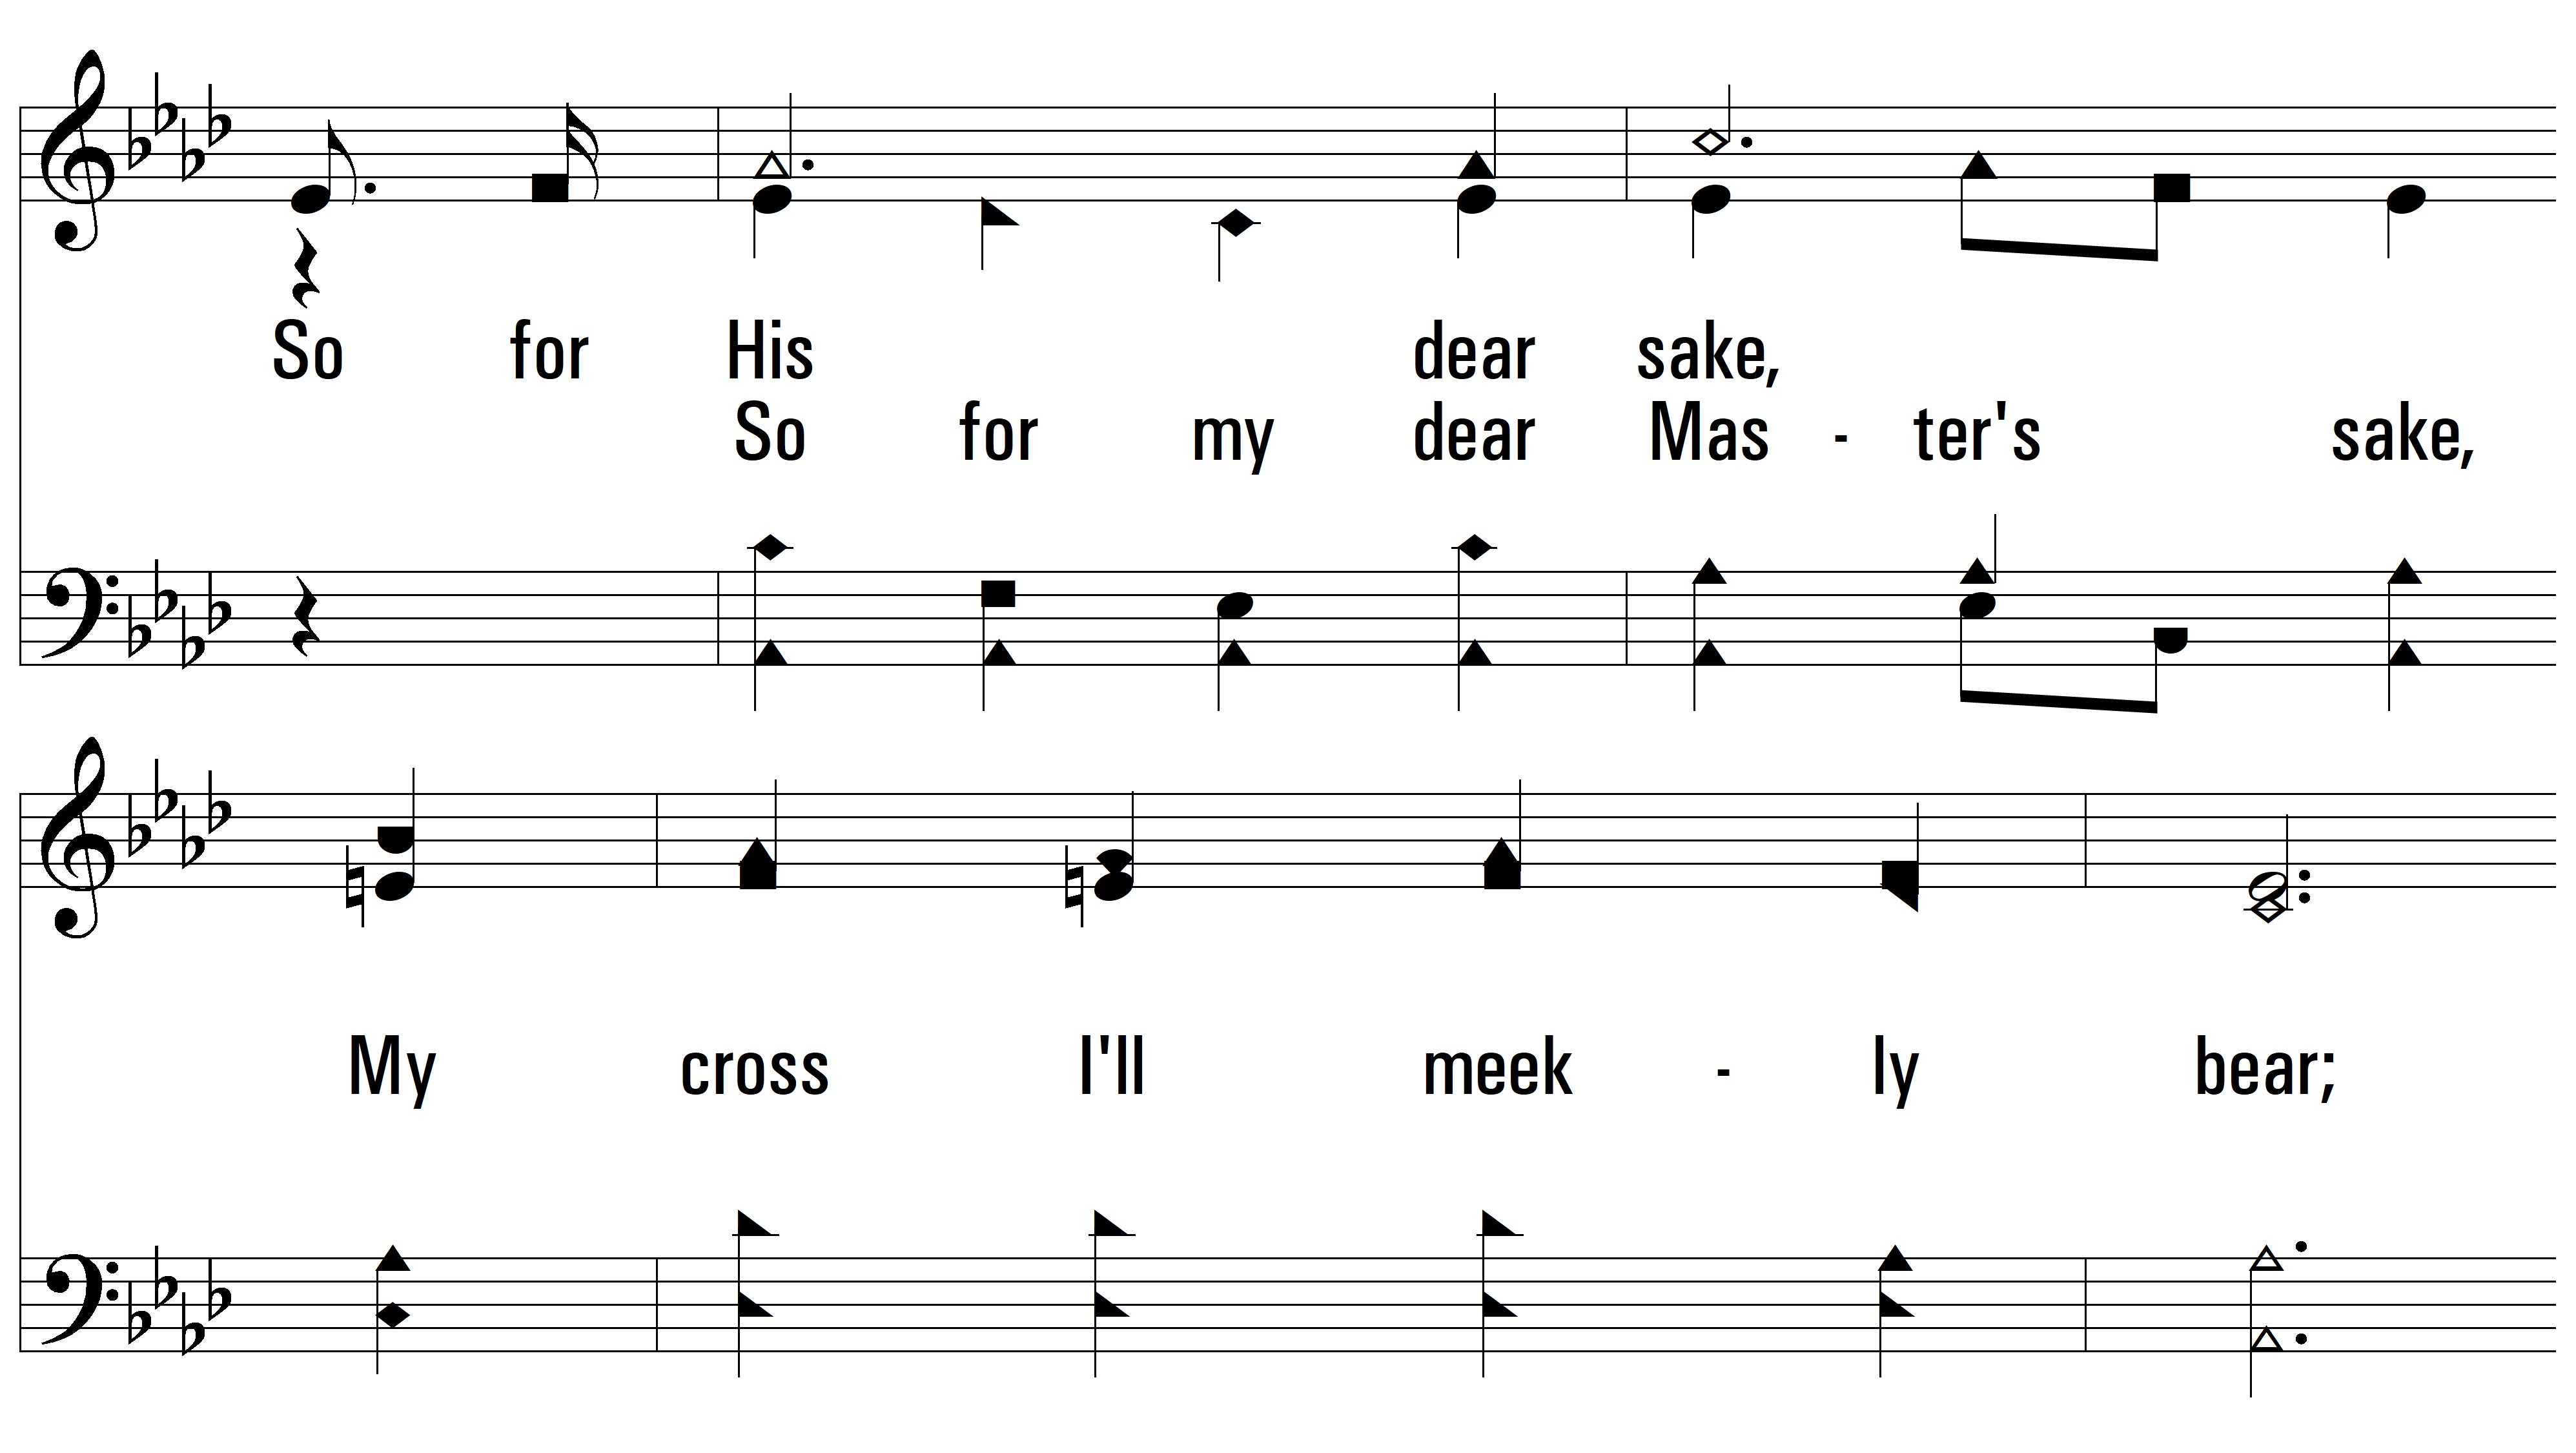 So for His dear sake,
So for my dear Mas - ter's sake,
My cross I'll meek - ly bear;